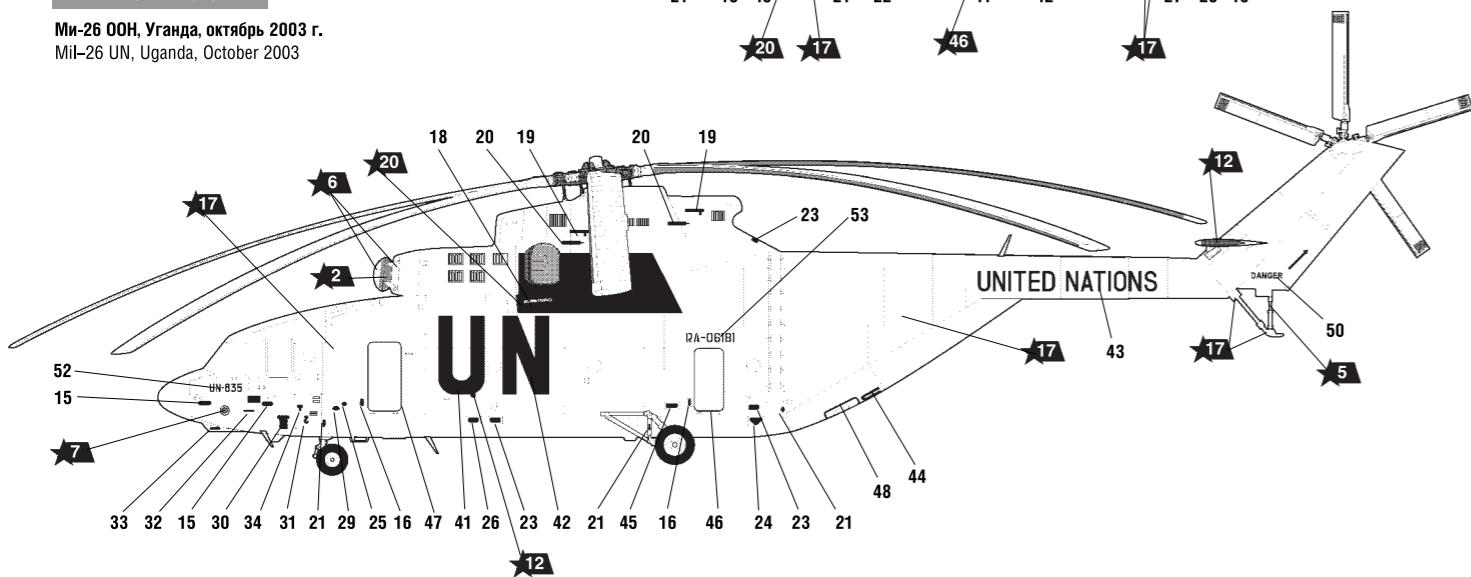 Ми-26 ООН, Уганда, октябрь 2003 г.
Mil–26 UN, Uganda, October 2003
20 17 46 17
18 20 19 20 19
20
6
12
17
23 53
2
DANGER
UNITED NATIONS
50
UN
RA-06181
17 43 17
5
52
UN-835
15
7
44
48
33 32 15 30 34 31 21 29 25 16 47 41 26 23 42 21 45 16 46 24 23 21
12